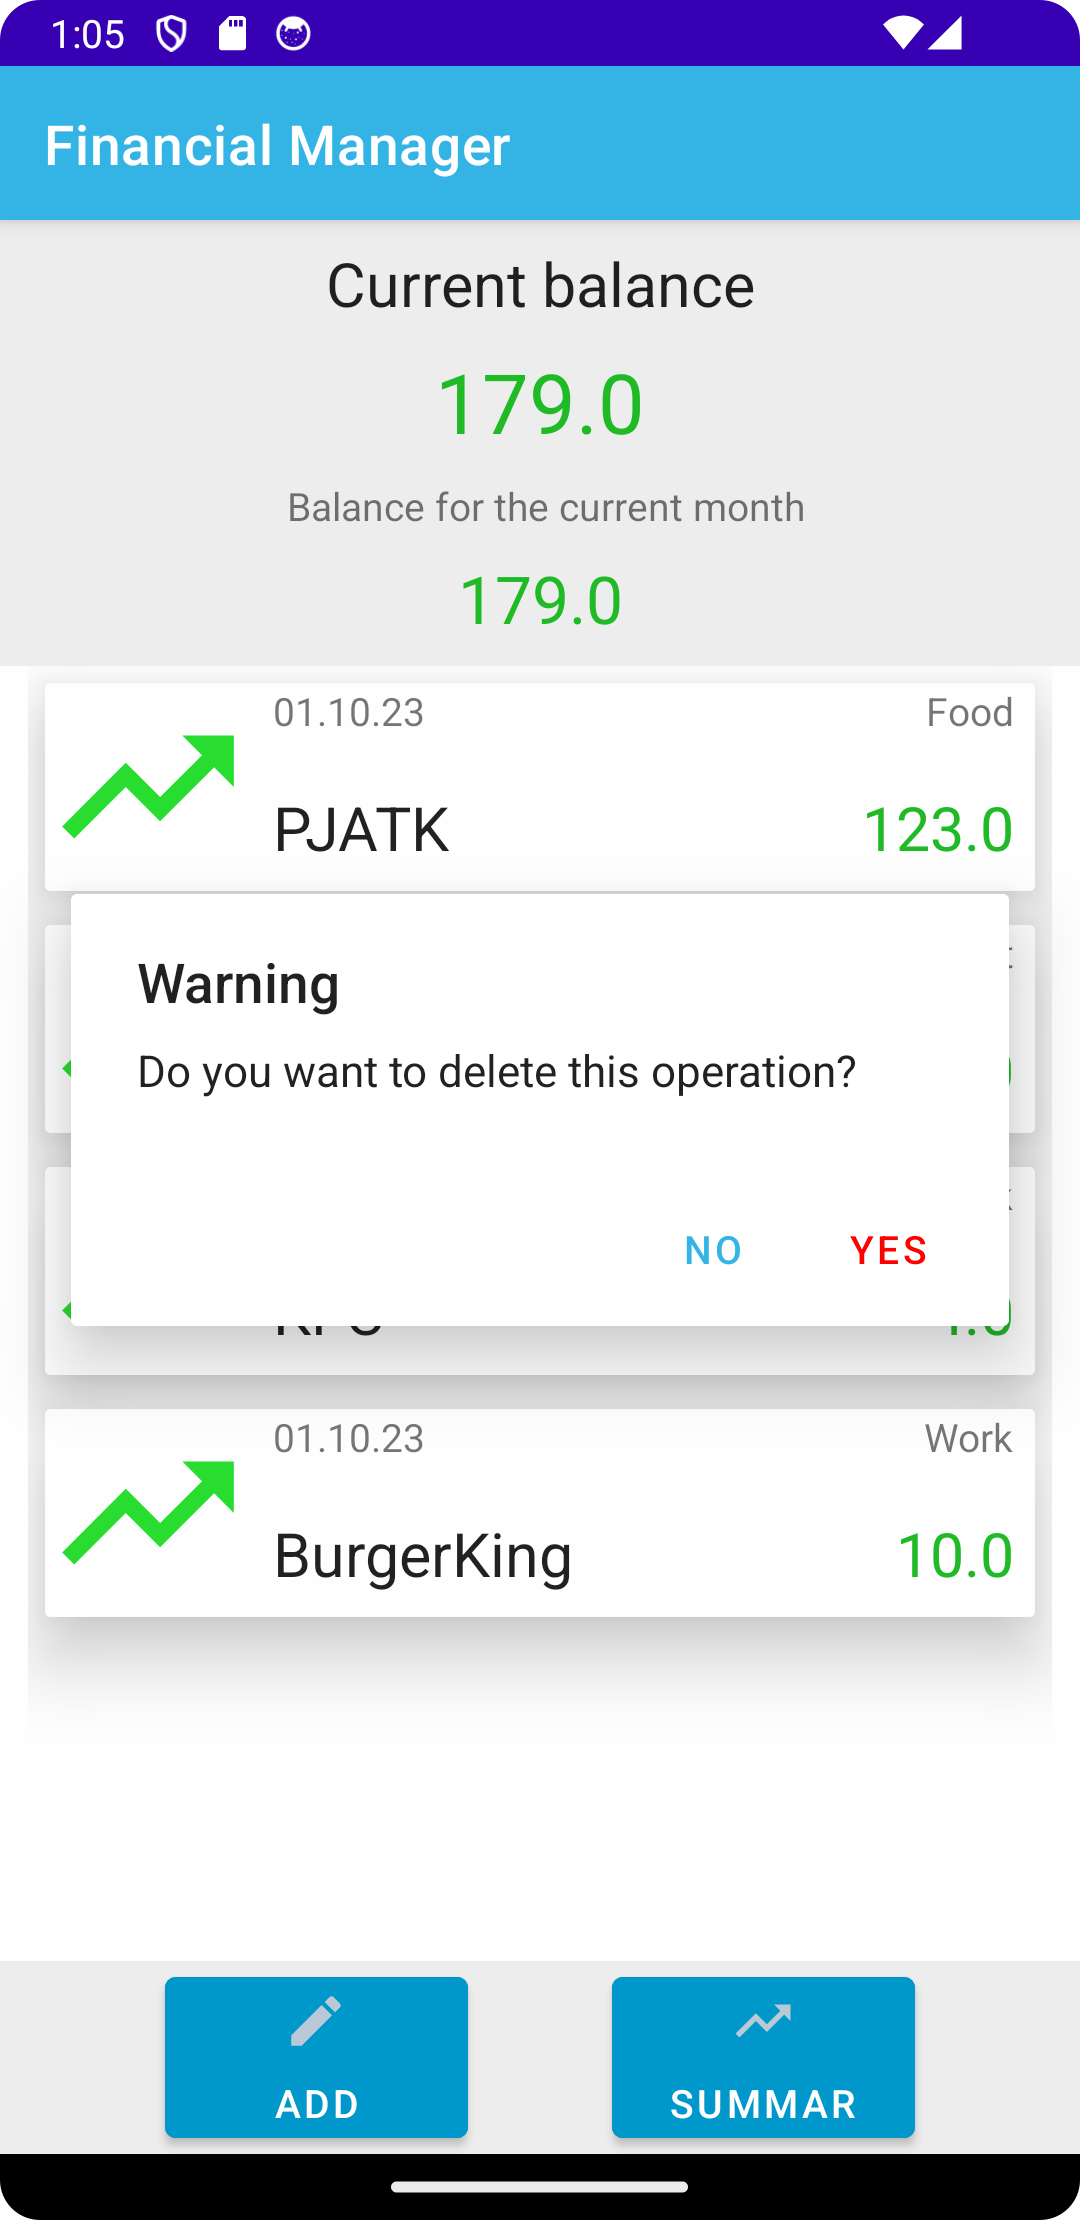 1:05
Financial Manager
Current balance
179.0
Balance for the current month
179.0
01.10.23 Food
PJATK 123.0
Warning
Do you want to delete this operation?
NO YES
01.10.23 Work
BurgerKing 10.0
ADD SUMMAR